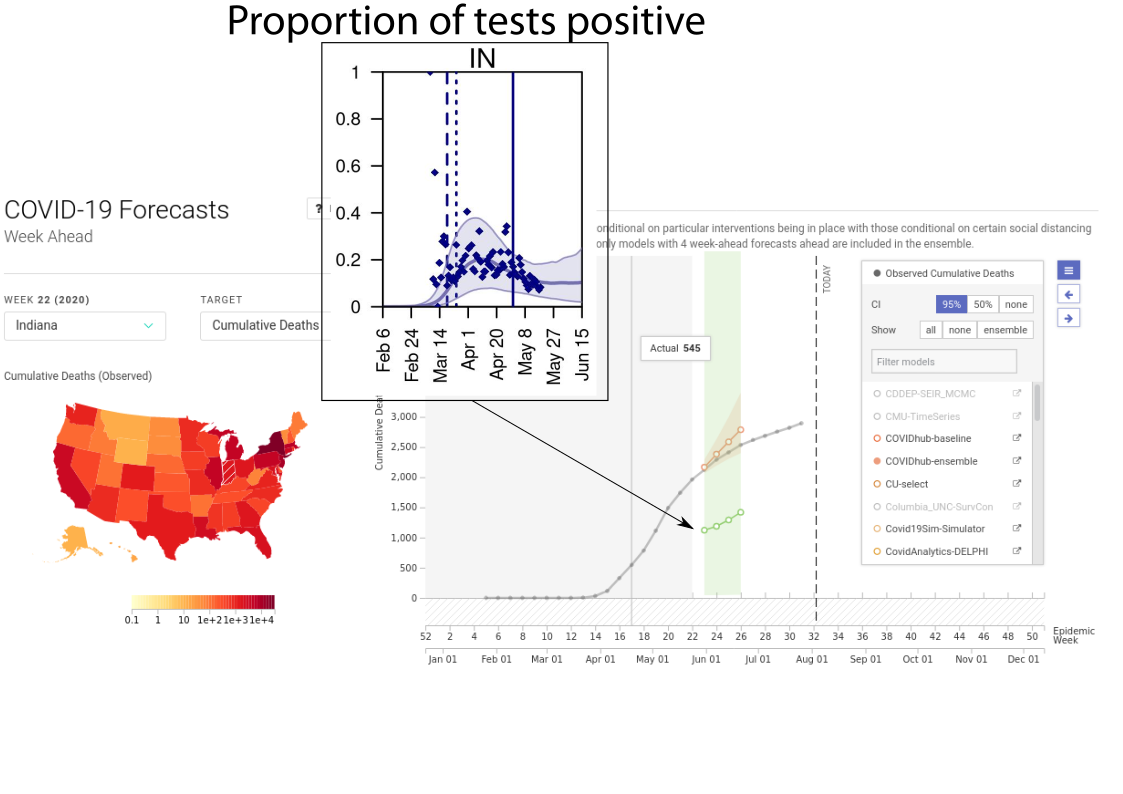 Proportion of tests positive
IN
1
0.8
0.6
0.4
0.2
0
Feb 6
Feb 24
Mar 14
Apr 1
Apr 20
May 8
May 27
Jun 15
COVID-19 Forecasts
?
Week Ahead
onditional on particular interventions being in place with those conditional on certain social distancing
only models with 4 week-ahead forecasts ahead are included in the ensemble.
WEEK 22 (2020)
TARGET
Indiana
Cumulative Deaths
Cumulative Deaths (Observed)
0.1 1 10 1e+2 1e+3 1e+4
TODAY
Actual 545
Cumulative Dea
3,000
2,500
2,000
1,500
1,000
500
0
52 2 4 6 8 10 12 14 16 18 20 22 24 26 28 30 32 34 36 38 40 42 44 46 48 50
Epidemic
Week
Jan 01 Feb 01 Mar 01 Apr 01 May 01 Jun 01 Jul 01 Aug 01 Sep 01 Oct 01 Nov 01 Dec 01
Observed Cumulative Deaths
CI 95% 50% none
Show all none ensemble
Filter models
CDDEP-SEIR_MCMC
CMU-TimeSeries
COVIDhub-baseline
COVIDhub-ensemble
CU-select
Columbia_UNC-SurvCon
Covid19Sim-Simulator
CovidAnalytics-DELPHI